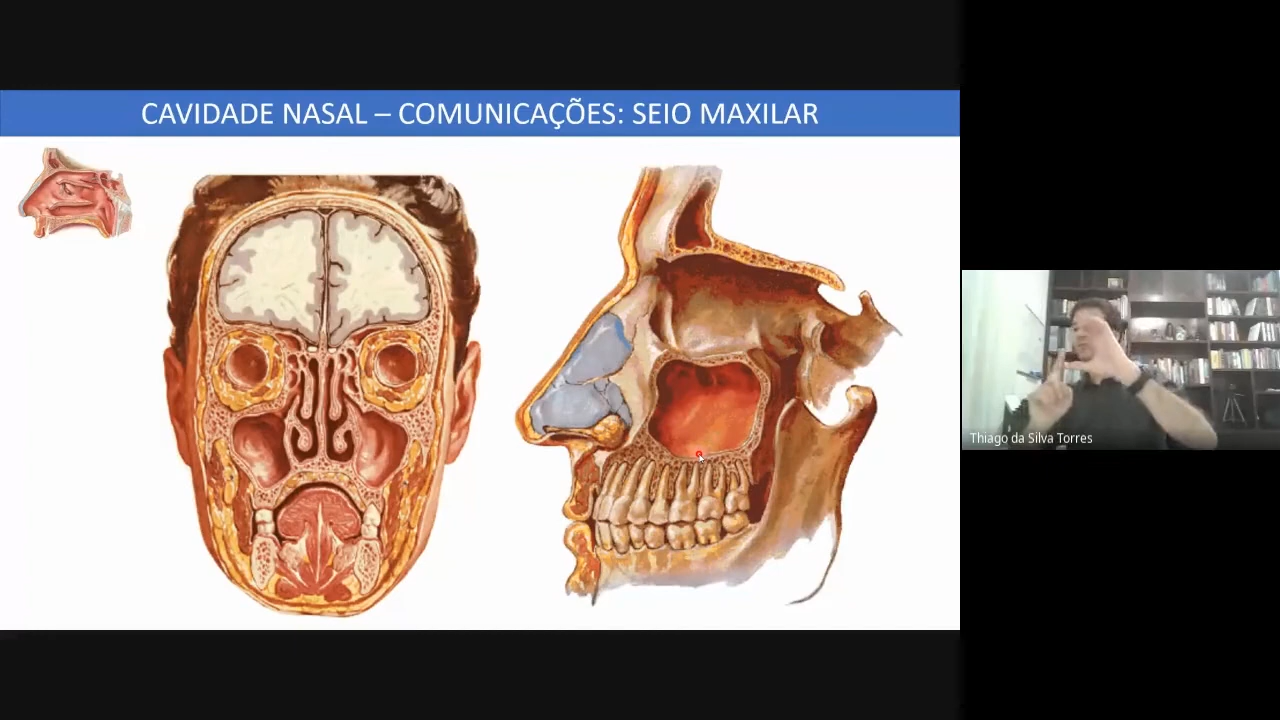 CAVIDADE NASAL – COMUNICAÇÕES: SEIO MAXILAR
Thiago da Silva Torres